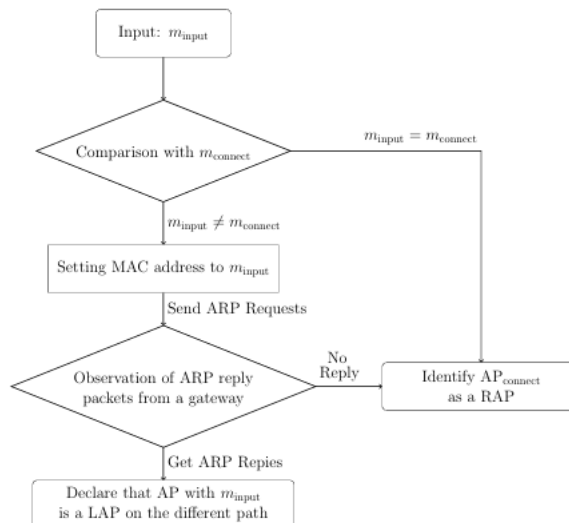 Input: m_input
Comparison with m_connect
m_input = m_connect
m_input ≠ m_connect
Setting MAC address to m_input
Send ARP Requests
Observation of ARP reply
packets from a gateway
No
Reply
Identify AP_connect
as a RAP
Get ARP Repies
Declare that AP with m_input
is a LAP on the different path